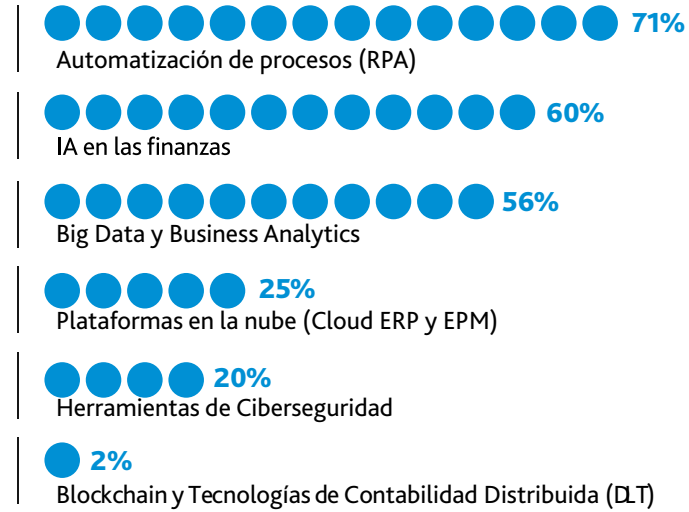 71%
Automatización de procesos (RPA)
60%
IA en las finanzas
56%
Big Data y Business Analytics
25%
Plataformas en la nube (Cloud ERP y EPM)
20%
Herramientas de Ciberseguridad
2%
Blockchain y Tecnologías de Contabilidad Distribuida (DLT)